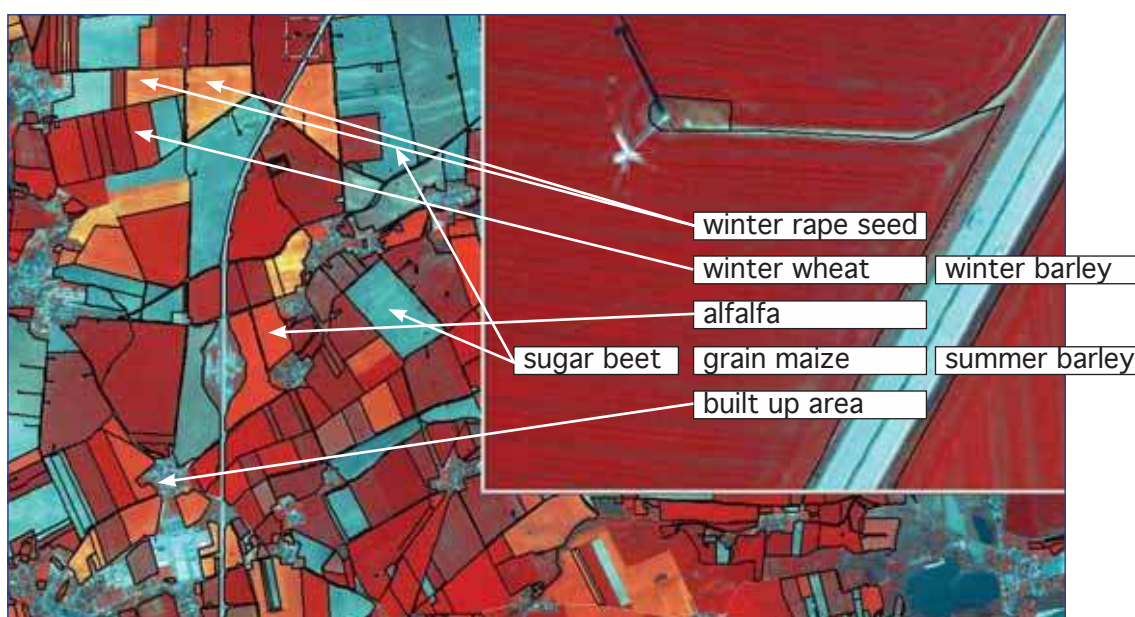 winter rape seed
winter wheat winter barley
alfalfa
sugar beet grain maize summer barley
built up area